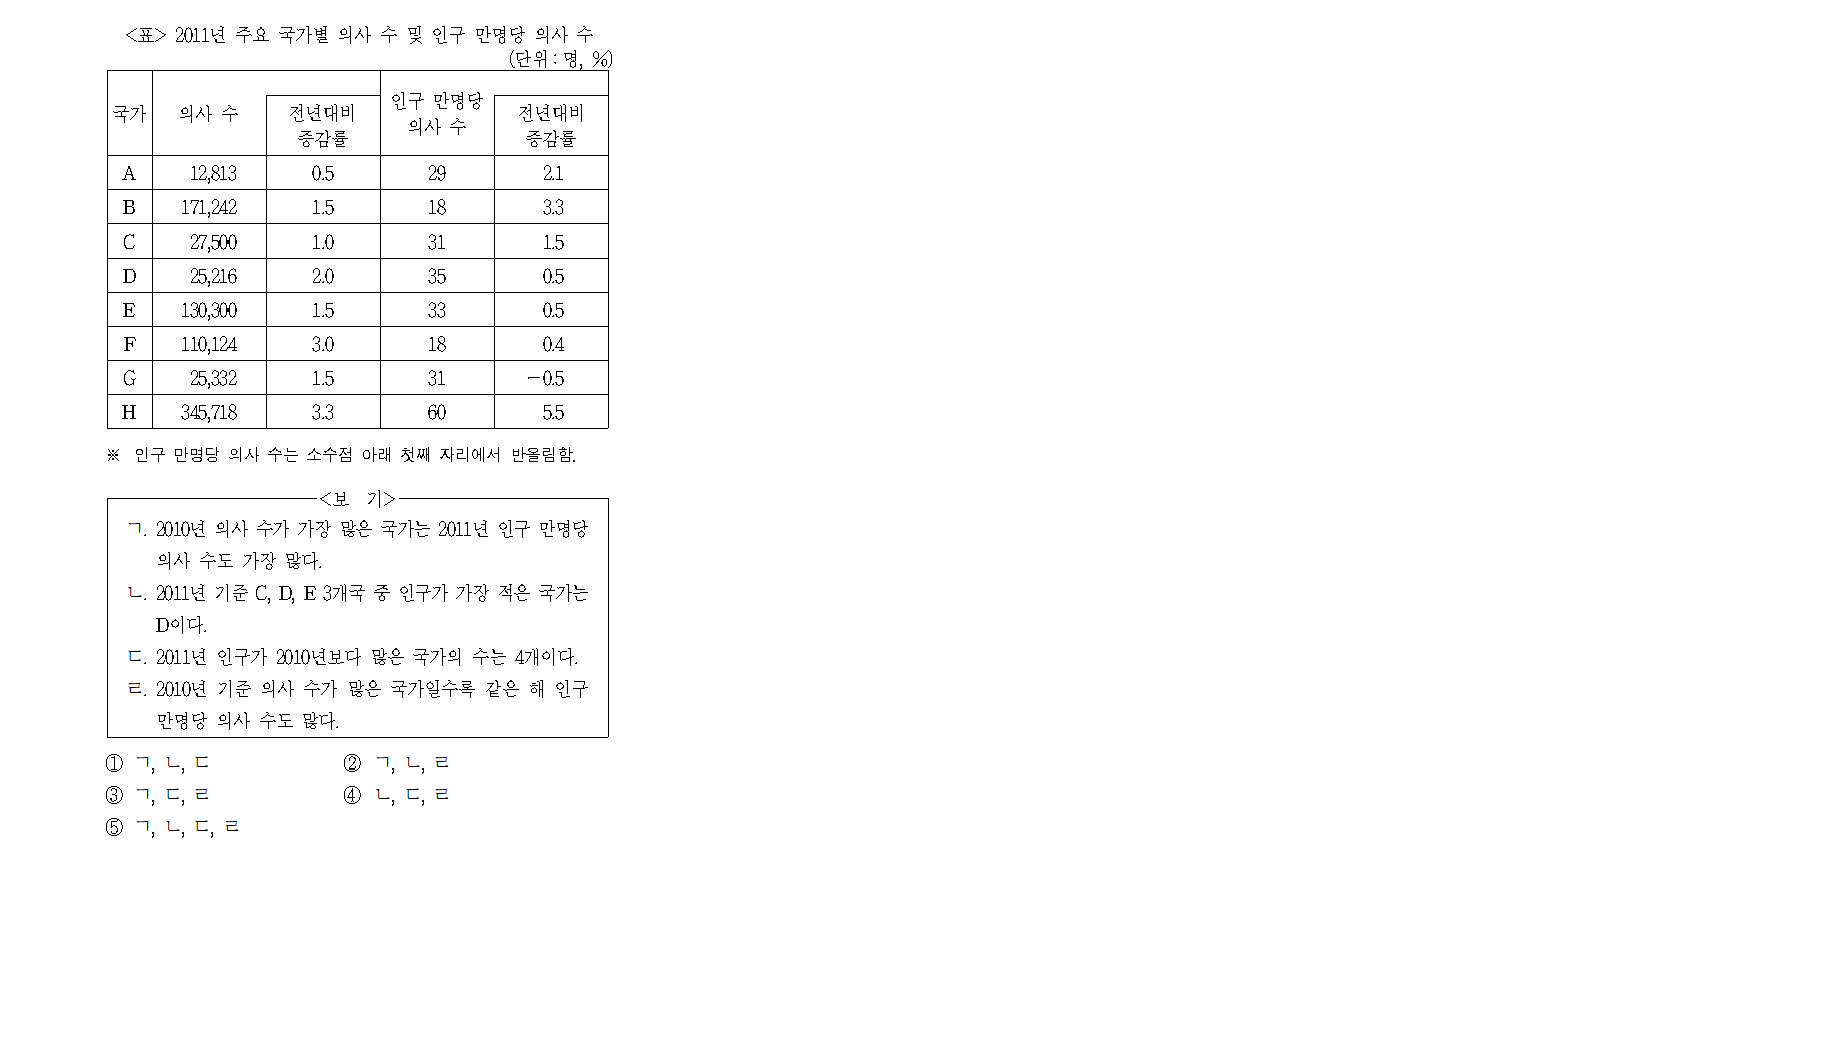 <표> 2011년 주요 국가별 의사 수 및 인구 만명당 의사 수
(단위 : 명, %)
국가 의사 수 전년대비 증감률 인구 만명당 의사 수 전년대비 증감률
A 12,813 0.5 29 2.1
B 171,242 1.5 18 3.3
C 27,500 1.0 31 1.5
D 25,216 2.0 35 0.5
E 130,300 1.5 33 0.5
F 110,124 3.0 18 0.4
G 25,332 1.5 31 −0.5
H 345,718 3.3 60 5.5
※ 인구 만명당 의사 수는 소수점 아래 첫째 자리에서 반올림함.
<보 기>
ㄱ. 2010년 의사 수가 가장 많은 국가는 2011년 인구 만명당
의사 수도 가장 많다.
ㄴ. 2011년 기준 C, D, E 3개국 중 인구가 가장 적은 국가는
D이다.
ㄷ. 2011년 인구가 2010년보다 많은 국가의 수는 4개이다.
ㄹ. 2010년 기준 의사 수가 많은 국가일수록 같은 해 인구
만명당 의사 수도 많다.
① ㄱ, ㄴ, ㄷ ② ㄱ, ㄴ, ㄹ
③ ㄱ, ㄷ, ㄹ ④ ㄴ, ㄷ, ㄹ
⑤ ㄱ, ㄴ, ㄷ, ㄹ